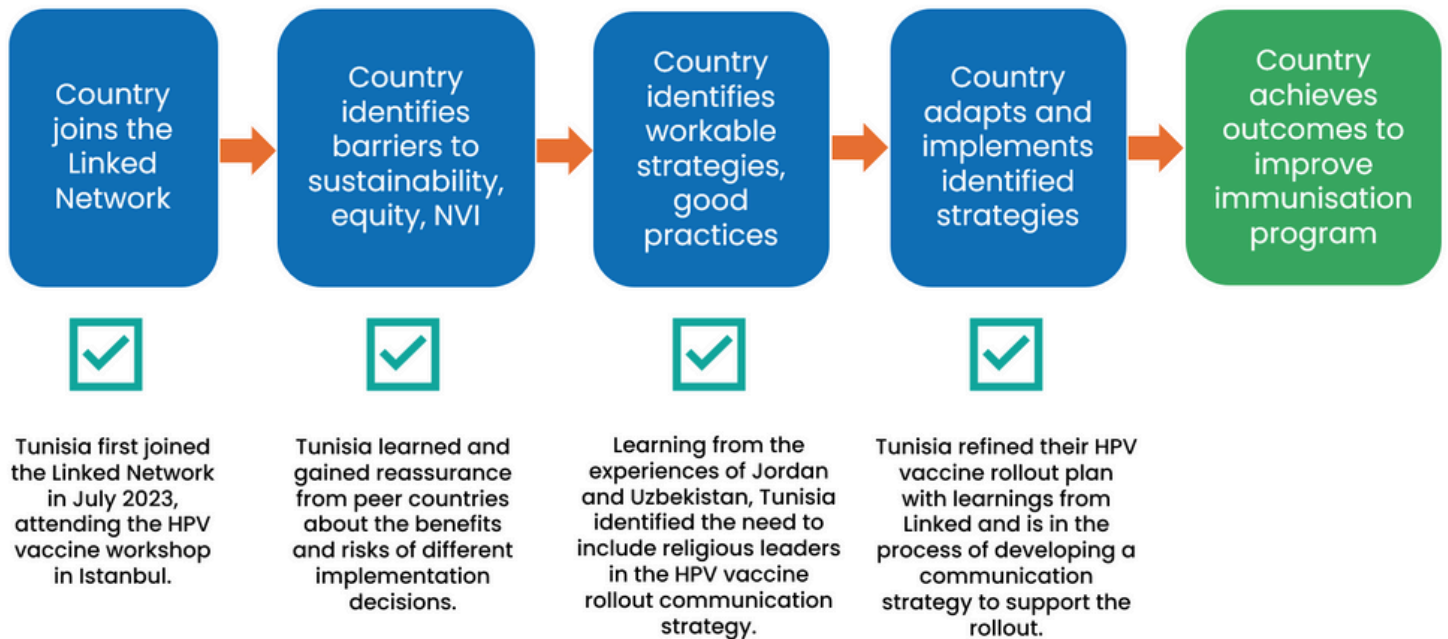 Country
joins the
Linked
Network
Country
identifies
barriers to
sustainability,
equity, NVI
Country
identifies
workable
strategies,
good
practices
Country
adapts and
implements
identified
strategies
Country
achieves
outcomes to
improve
immunisation
program
Tunisia first joined
the Linked Network
in July 2023,
attending the HPV
vaccine workshop
in Istanbul.
Tunisia learned and
gained reassurance
from peer countries
about the benefits
and risks of different
implementation
decisions.
Learning from the
experiences of Jordan
and Uzbekistan, Tunisia
identified the need to
include religious leaders
in the HPV vaccine
rollout communication
strategy.
Tunisia refined their HPV
vaccine rollout plan
with learnings from
Linked and is in the
process of developing a
communication
strategy to support the
rollout.